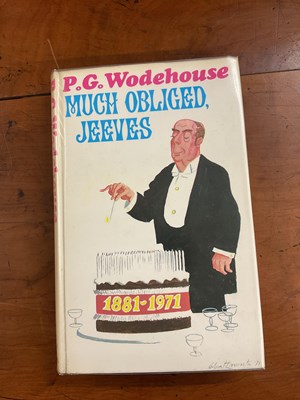 P.G. Wodehouse
MUCH OBLIGED,
JEEVES
1881-1971